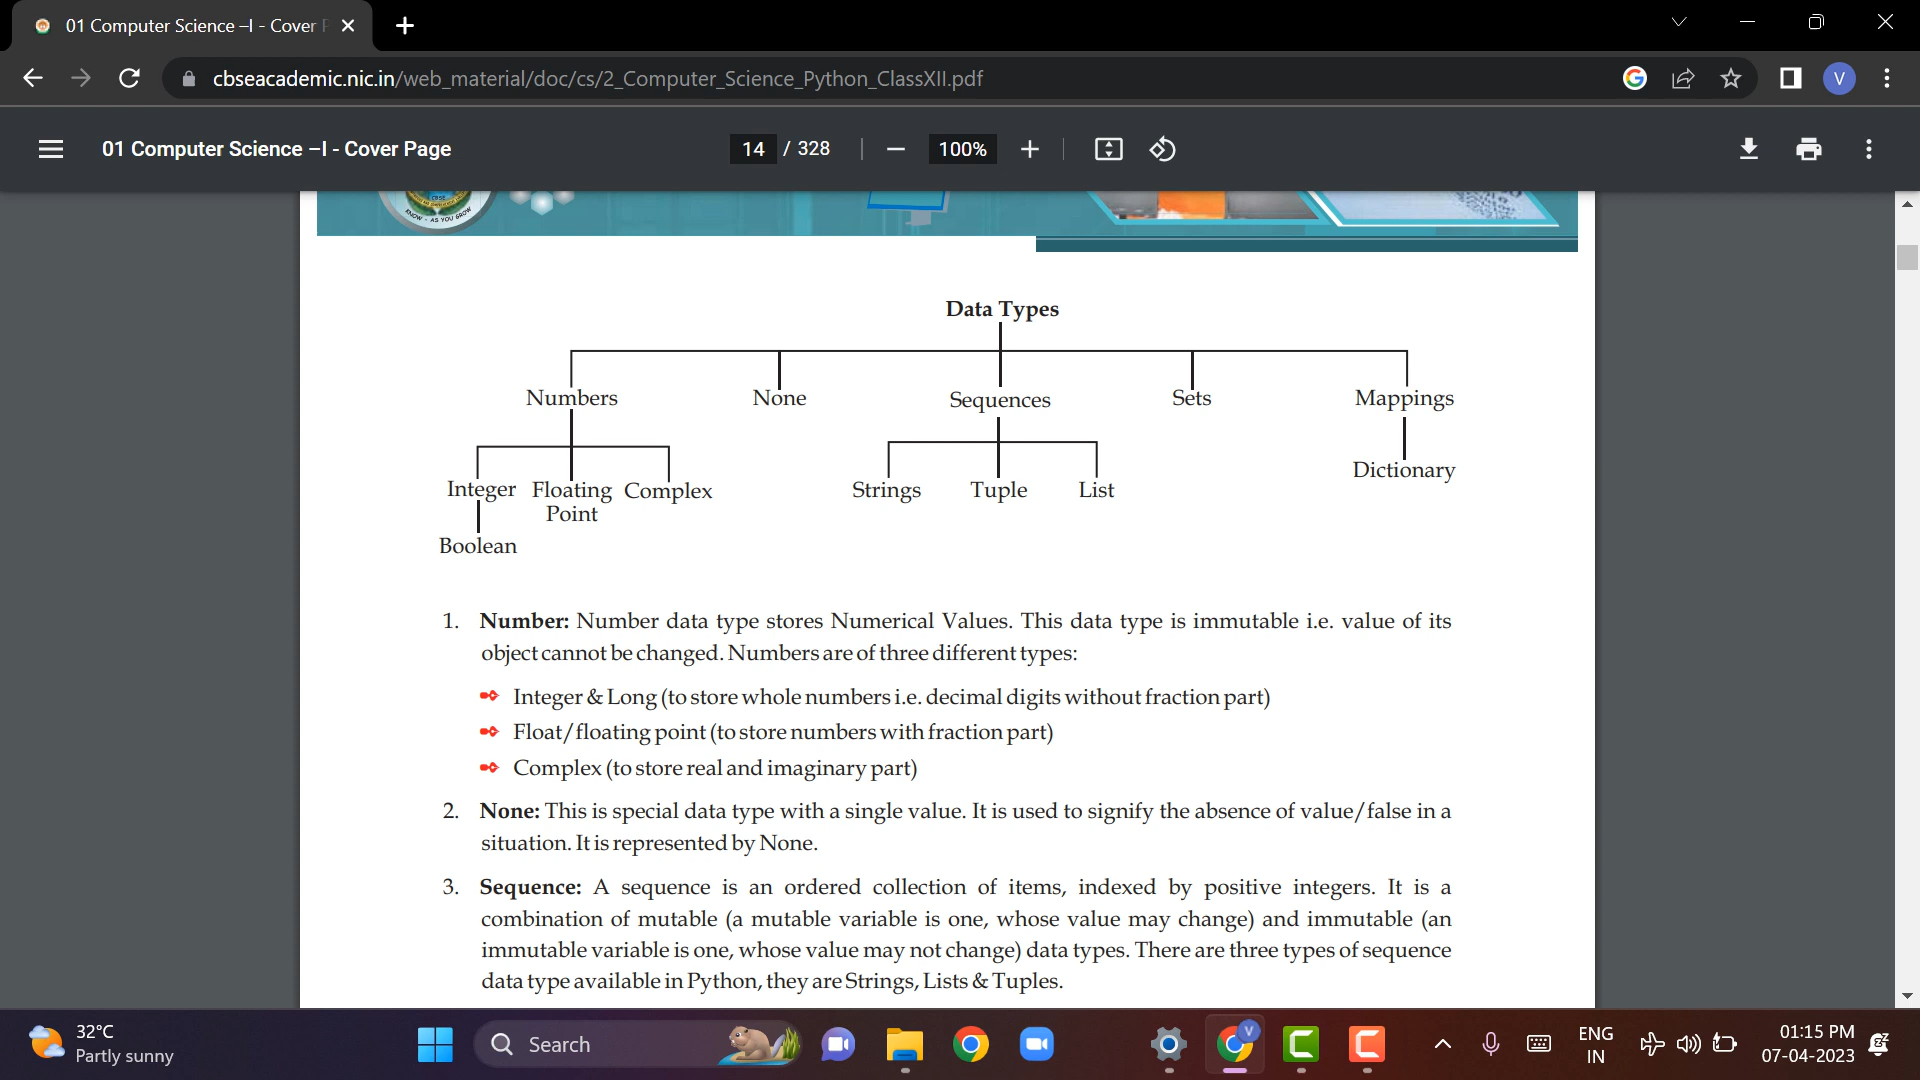 01 Computer Science –I - Cover P
cbseacademic.nic.in/web_material/doc/cs/2_Computer_Science_Python_ClassXII.pdf
V
01 Computer Science –I - Cover Page
14 / 328
100%
CBSE
KNOW - AS YOU GROW
Data Types
Numbers None Sequences Sets Mappings
Dictionary
Integer Floating Complex Strings Tuple List
Point
Boolean
1. Number: Number data type stores Numerical Values. This data type is immutable i.e. value of its
object cannot be changed. Numbers are of three different types:
Integer & Long (to store whole numbers i.e. decimal digits without fraction part)
Float/floating point (to store numbers with fraction part)
Complex (to store real and imaginary part)
2. None: This is special data type with a single value. It is used to signify the absence of value/false in a
situation. It is represented by None.
3. Sequence: A sequence is an ordered collection of items, indexed by positive integers. It is a
combination of mutable (a mutable variable is one, whose value may change) and immutable (an
immutable variable is one, whose value may not change) data types. There are three types of sequence
data type available in Python, they are Strings, Lists & Tuples.
32°C
Partly sunny
Search
V
ENG
IN
01:15 PM
07-04-2023